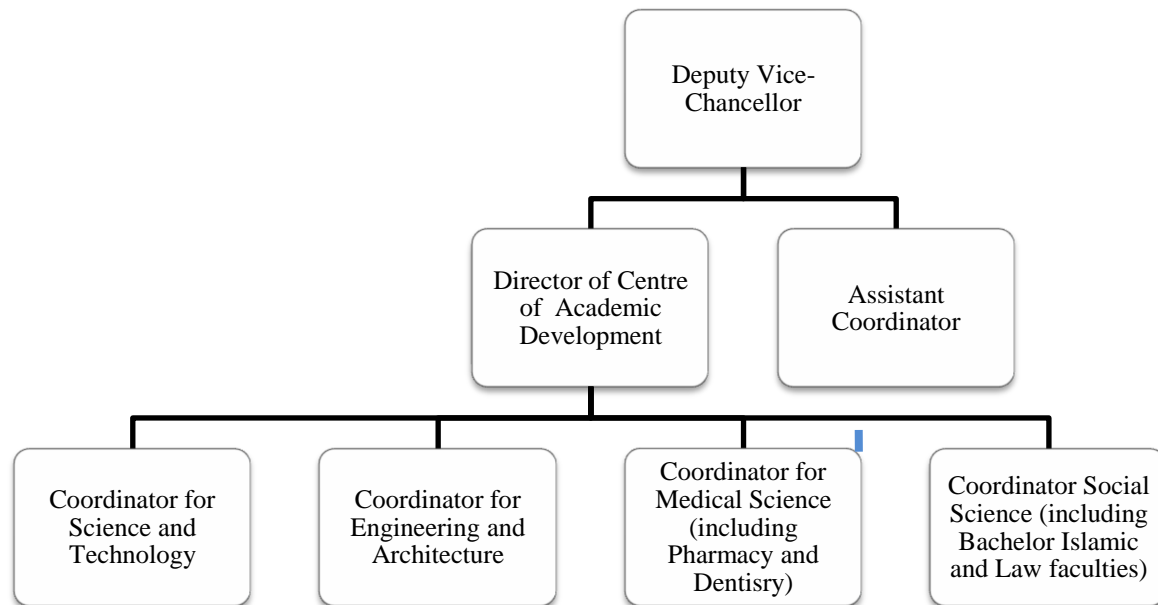 Deputy Vice-
Chancellor
Director of Centre
of Academic
Development
Assistant
Coordinator
Coordinator for
Science and
Technology
Coordinator for
Engineering and
Architecture
Coordinator for
Medical Science
(including
Pharmacy and
Dentisry)
Coordinator Social
Science (including
Bachelor Islamic
and Law faculties)